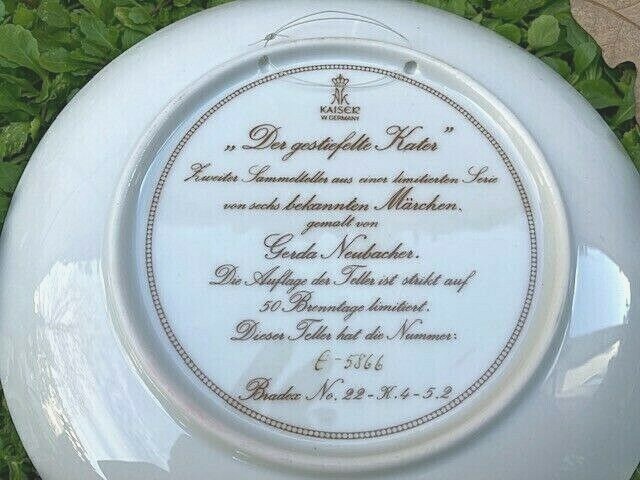 KAISER
W. GERMANY
„Der gestiefelte Kater"
Zweiter Sammelteller aus einer limitierten Serie
von sechs bekannten Märchen.
gemalt von
Gerda Neubacher.
Die Auflage der Teller ist strikt auf
50 Brenntage limitiert.
Dieser Teller hat die Nummer:
E-5866
Bradex No. 22-K.4-5.2